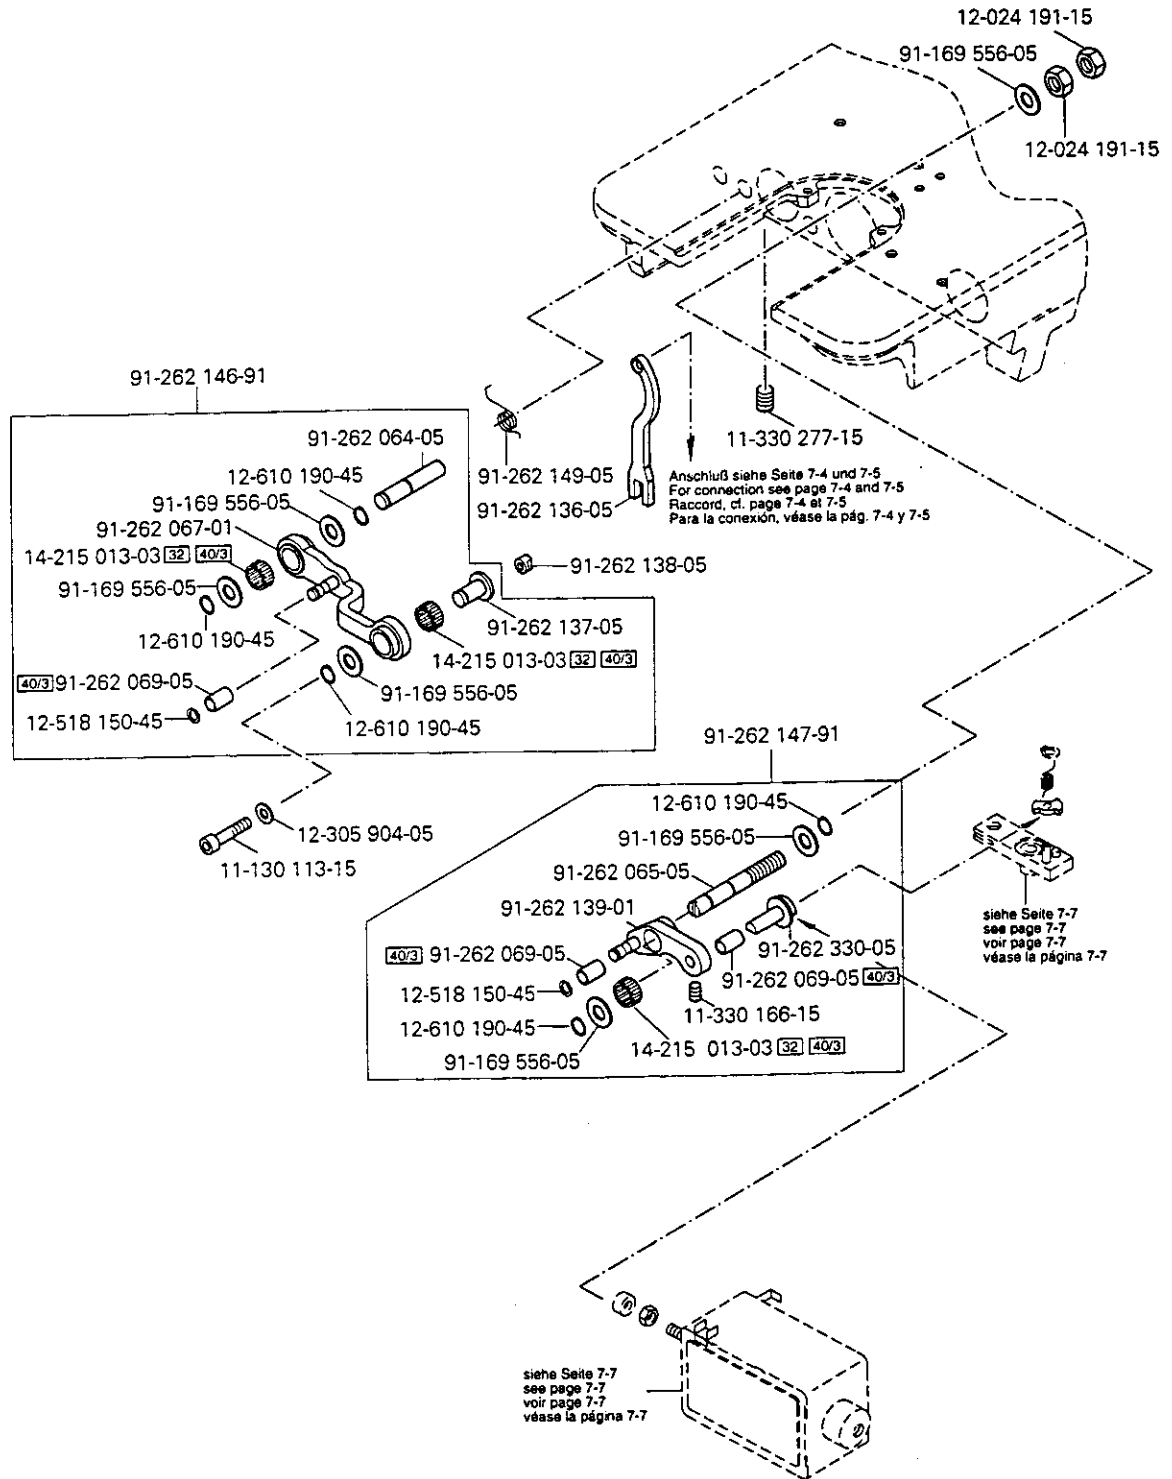 12-024 191-15
91-169 556-05
12-024 191-15
91-262 146-91
91-262 064-05
12-610 190-45
91-169 556-05
91-262 067-01
14-215 013-03 32 40/3
91-169 556-05
12-610 190-45
40/3 91-262 069-05
12-518 150-45
91-262 149-05
91-262 136-05
11-330 277-15
Anschluß siehe Seite 7-4 und 7-5
For connection see page 7-4 and 7-5
Raccord, cf. page 7-4 et 7-5
Para la conexión, véase la pág. 7-4 y 7-5
91-262 138-05
91-262 137-05
14-215 013-03 32 40/3
91-169 556-05
12-610 190-45
12-305 904-05
11-130 113-15
91-262 147-91
12-610 190-45
91-169 556-05
91-262 065-05
91-262 139-01
40/3 91-262 069-05
12-518 150-45
12-610 190-45
91-169 556-05
91-262 330-05
91-262 069-05 40/3
11-330 166-15
14-215 013-03 32 40/3
siehe Seite 7-7
see page 7-7
voir page 7-7
véase la página 7-7
siehe Seite 7-7
see page 7-7
voir page 7-7
véase la página 7-7